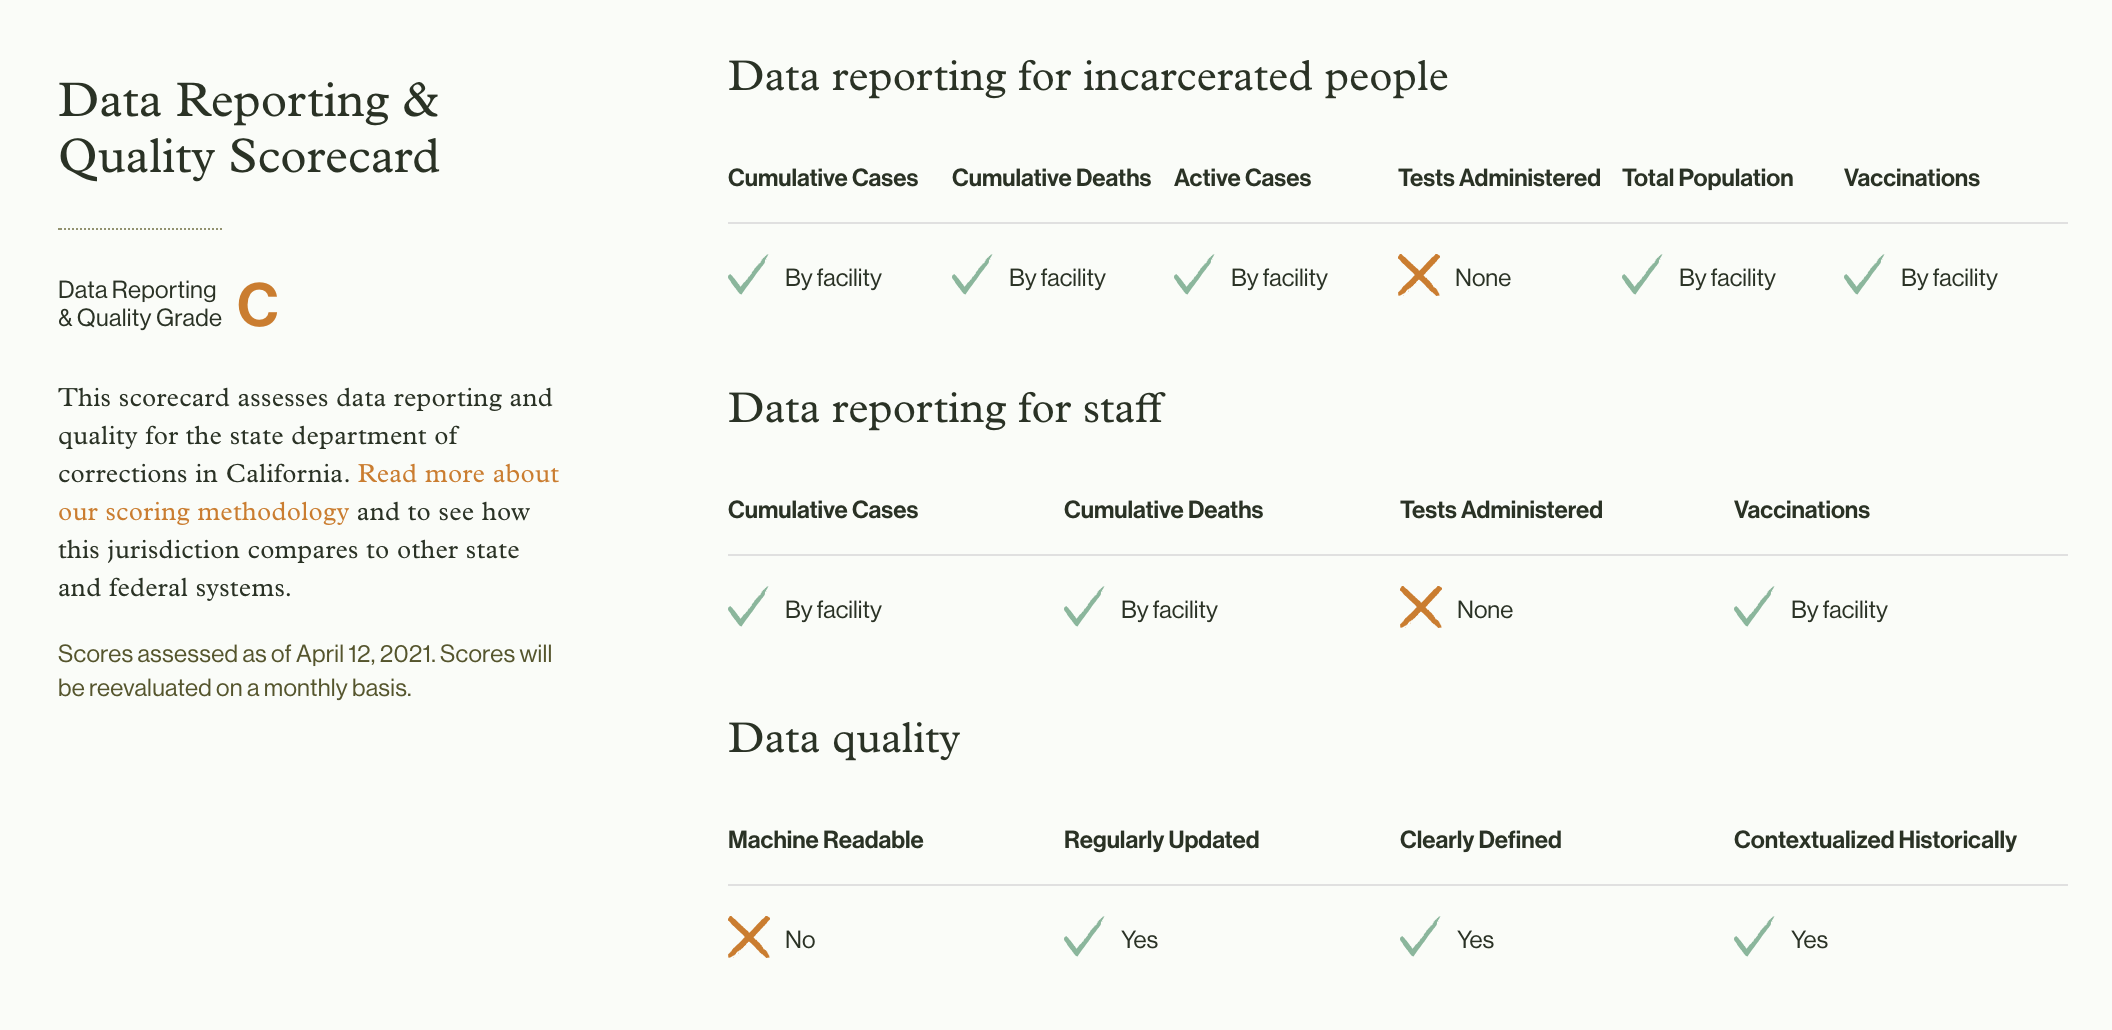 Data Reporting &
Quality Scorecard
Data Reporting
& Quality Grade
C
This scorecard assesses data reporting and
quality for the state department of
corrections in California. Read more about
our scoring methodology and to see how
this jurisdiction compares to other state
and federal systems.
Scores assessed as of April 12, 2021. Scores will
be reevaluated on a monthly basis.
Data reporting for incarcerated people
Cumulative Cases Cumulative Deaths Active Cases Tests Administered Total Population Vaccinations
By facility By facility By facility None By facility By facility
Data reporting for staff
Cumulative Cases Cumulative Deaths Tests Administered Vaccinations
By facility By facility None By facility
Data quality
Machine Readable Regularly Updated Clearly Defined Contextualized Historically
No Yes Yes Yes